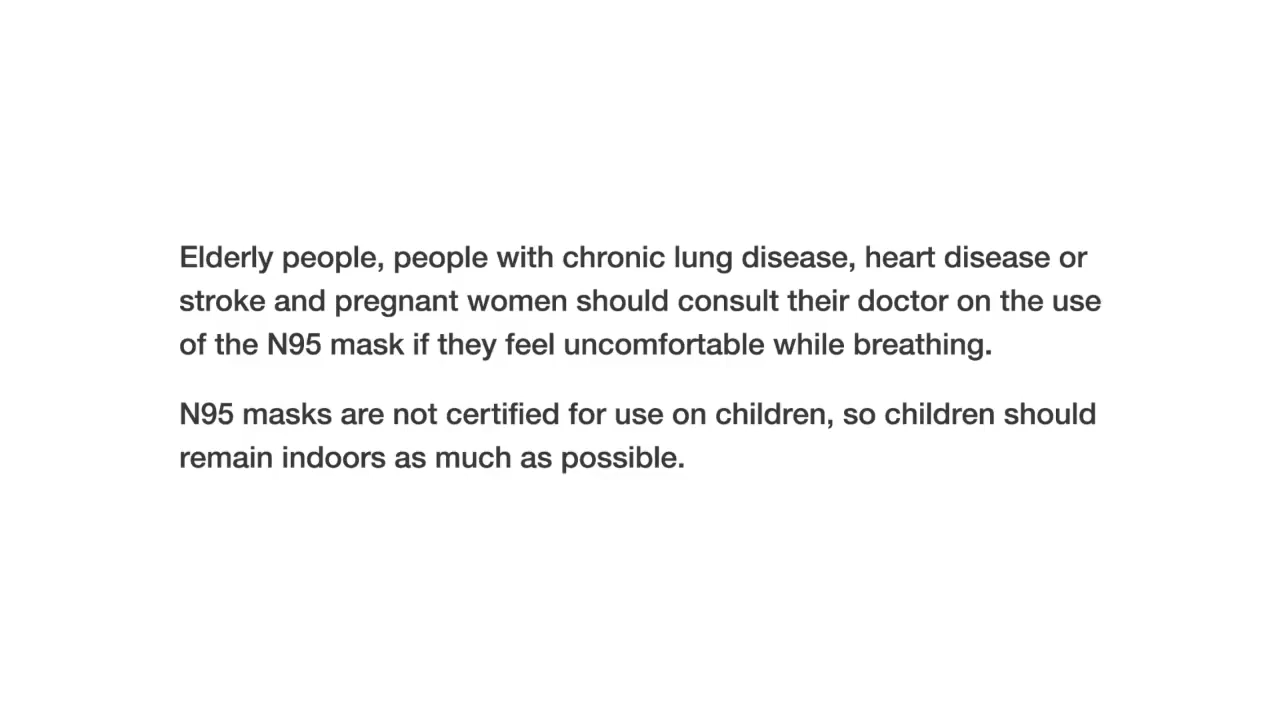 Elderly people, people with chronic lung disease, heart disease or
stroke and pregnant women should consult their doctor on the use
of the N95 mask if they feel uncomfortable while breathing.
N95 masks are not certified for use on children, so children should
remain indoors as much as possible.